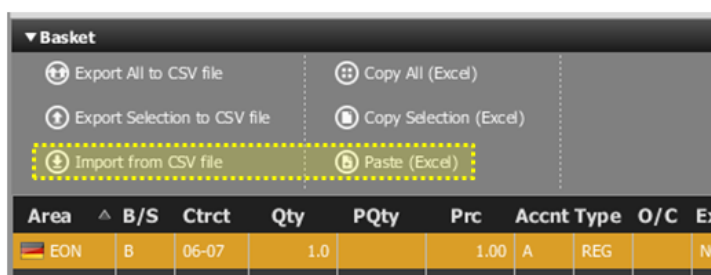 ▼Basket
Export All to CSV file Copy All (Excel)
Export Selection to CSV file Copy Selection (Excel)
Import from CSV file Paste (Excel)
Area B/S Ctrct Qty PQty Prc Accnt Type O/C
EON B 06-07 1.0 1.00 A REG N